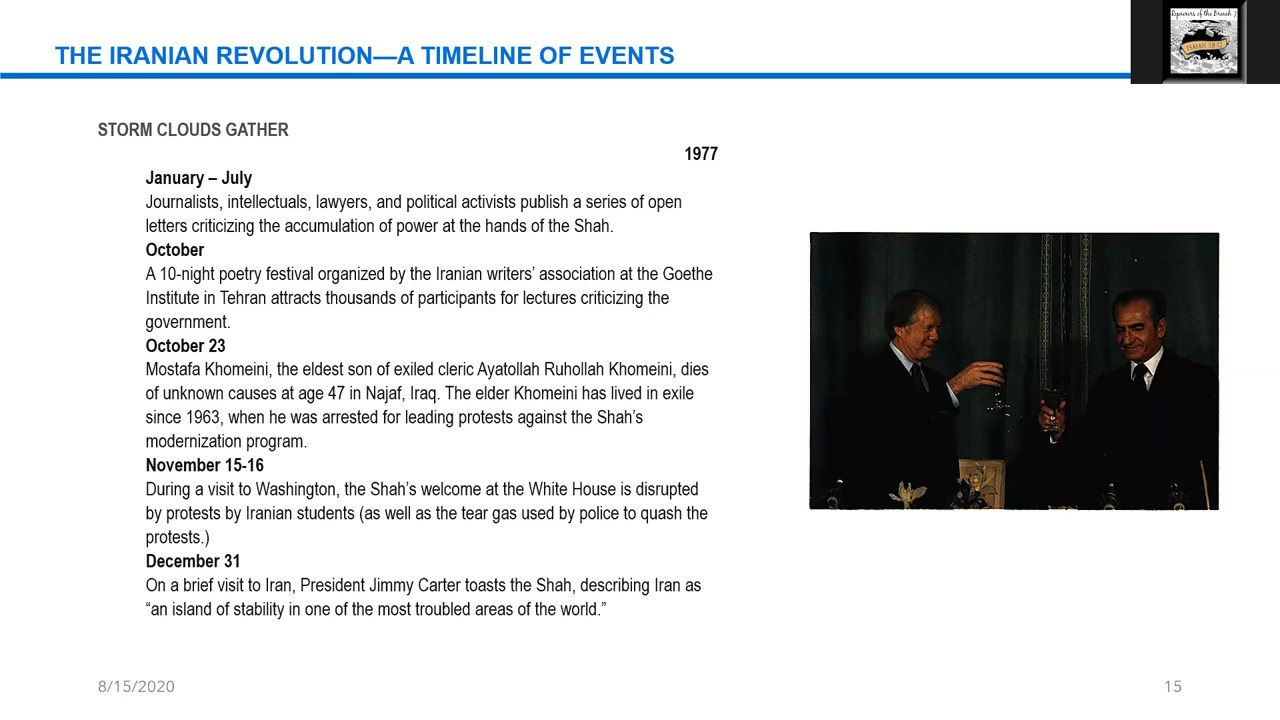 THE IRANIAN REVOLUTION—A TIMELINE OF EVENTS
Repairers of the Breach 7
ISAIAH 58:12
STORM CLOUDS GATHER
1977
January – July
Journalists, intellectuals, lawyers, and political activists publish a series of open
letters criticizing the accumulation of power at the hands of the Shah.
October
A 10-night poetry festival organized by the Iranian writers’ association at the Goethe
Institute in Tehran attracts thousands of participants for lectures criticizing the
government.
October 23
Mostafa Khomeini, the eldest son of exiled cleric Ayatollah Ruhollah Khomeini, dies
of unknown causes at age 47 in Najaf, Iraq. The elder Khomeini has lived in exile
since 1963, when he was arrested for leading protests against the Shah’s
modernization program.
November 15-16
During a visit to Washington, the Shah’s welcome at the White House is disrupted
by protests by Iranian students (as well as the tear gas used by police to quash the
protests.)
December 31
On a brief visit to Iran, President Jimmy Carter toasts the Shah, describing Iran as
“an island of stability in one of the most troubled areas of the world.”
8/15/2020
15